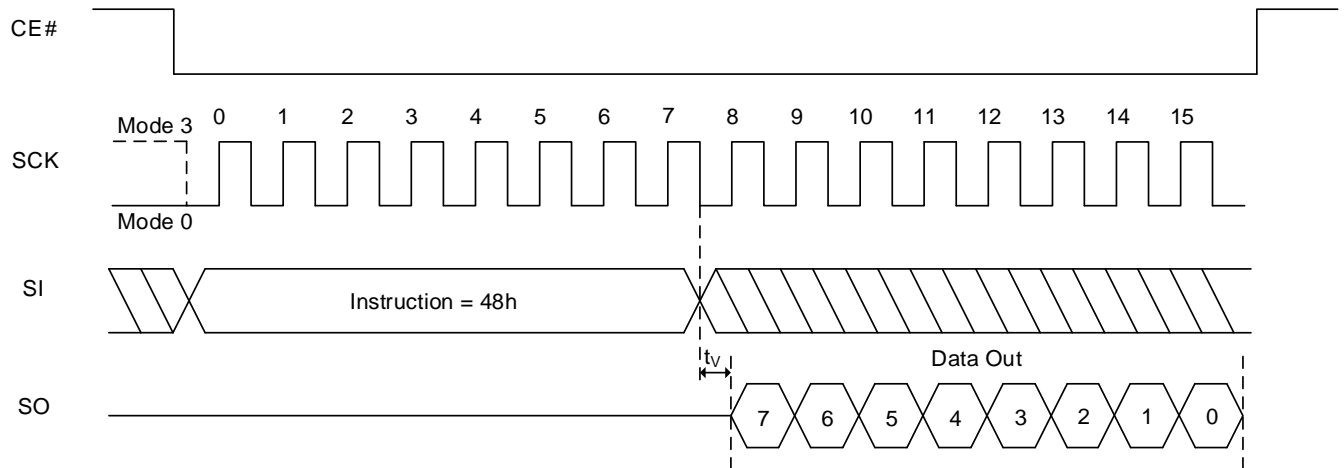 CE#
0 1 2 3 4 5 6 7 8 9 10 11 12 13 14 15
Mode 3
SCK
Mode 0
SI
Instruction = 48h
tV
Data Out
SO
7 6 5 4 3 2 1 0